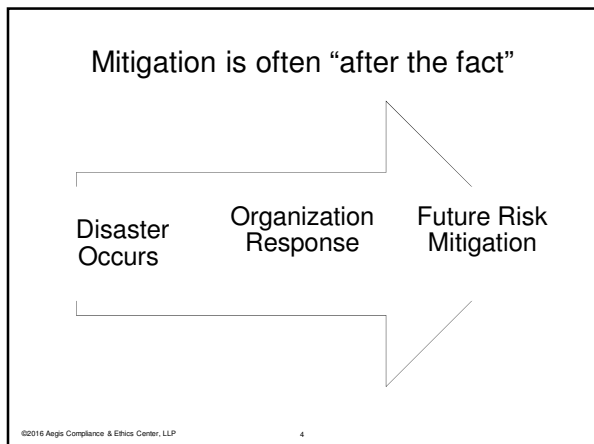 Mitigation is often “after the fact”
Disaster
Occurs
Organization
Response
Future Risk
Mitigation
©2016 Aegis Compliance & Ethics Center, LLP
4